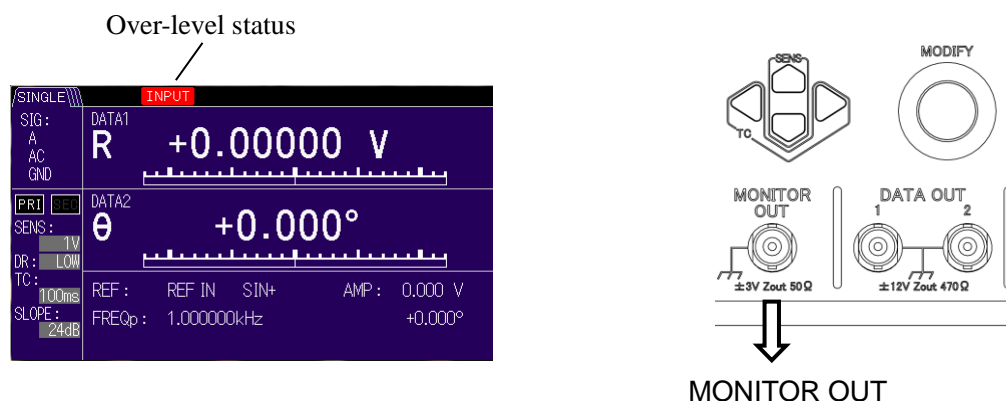 Over-level status
SINGLE INPUT
SIG:
A
AC
GND
DATA1
R +0.00000 V
PRI SEC
SENS:
1V
DR: LOW
TC:
100ms
SLOPE:
24dB
DATA2
θ +0.000°
REF: REF IN SIN+ AMP: 0.000 V
FREQp: 1.000000kHz +0.000°
SENS
TC
MODIFY
MONITOR
OUT
±3V Zout 50Ω
DATA OUT
1 2
±12V Zout 470Ω
MONITOR OUT